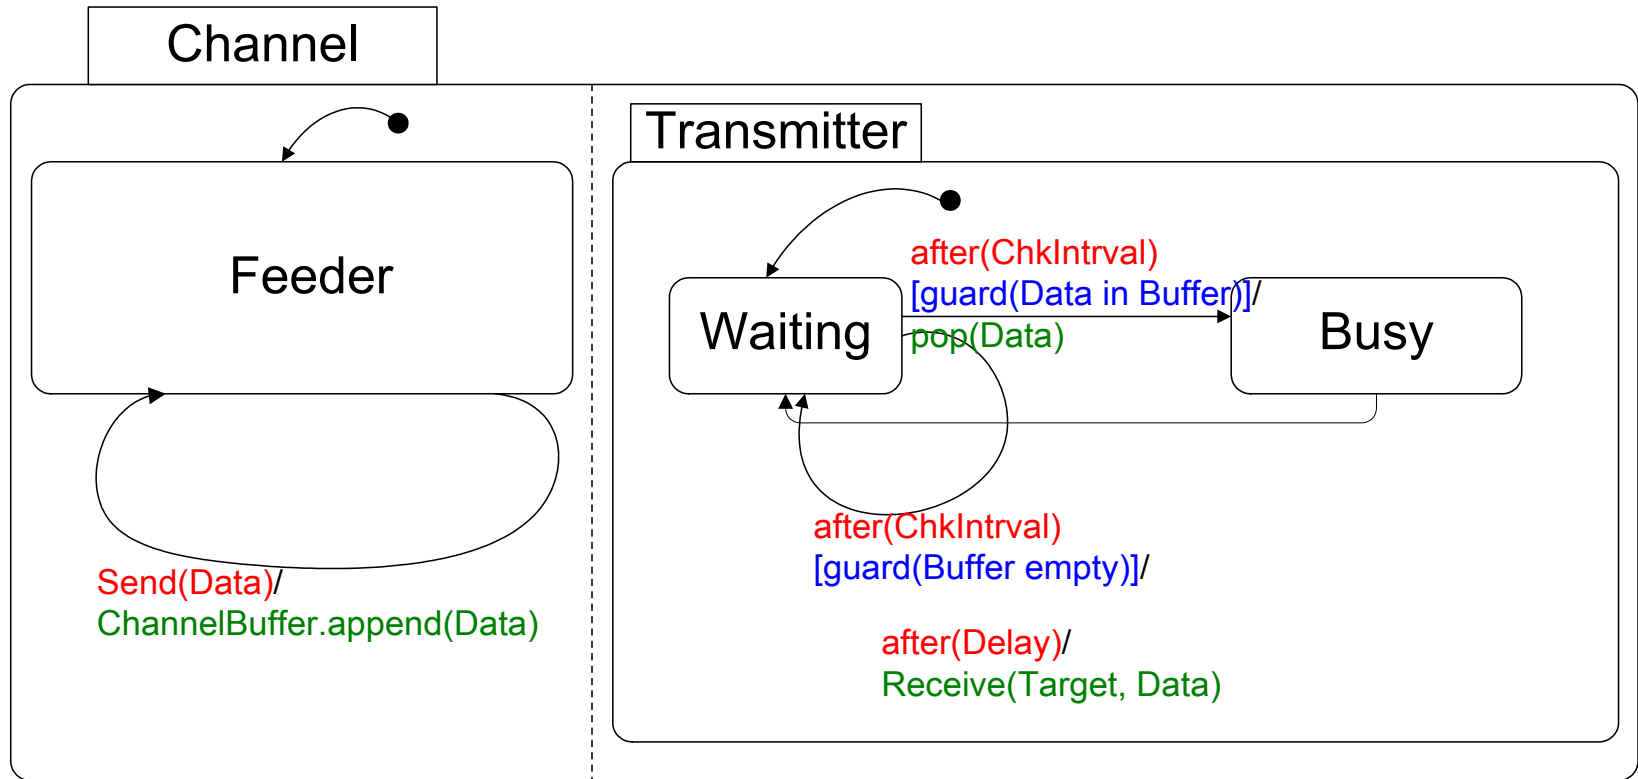 Channel
Feeder
Send(Data)/
ChannelBuffer.append(Data)
Transmitter
Waiting
after(ChkIntrval)
[guard(Data in Buffer)]/
pop(Data)
Busy
after(ChkIntrval)
[guard(Buffer empty)]/
after(Delay)/
Receive(Target, Data)